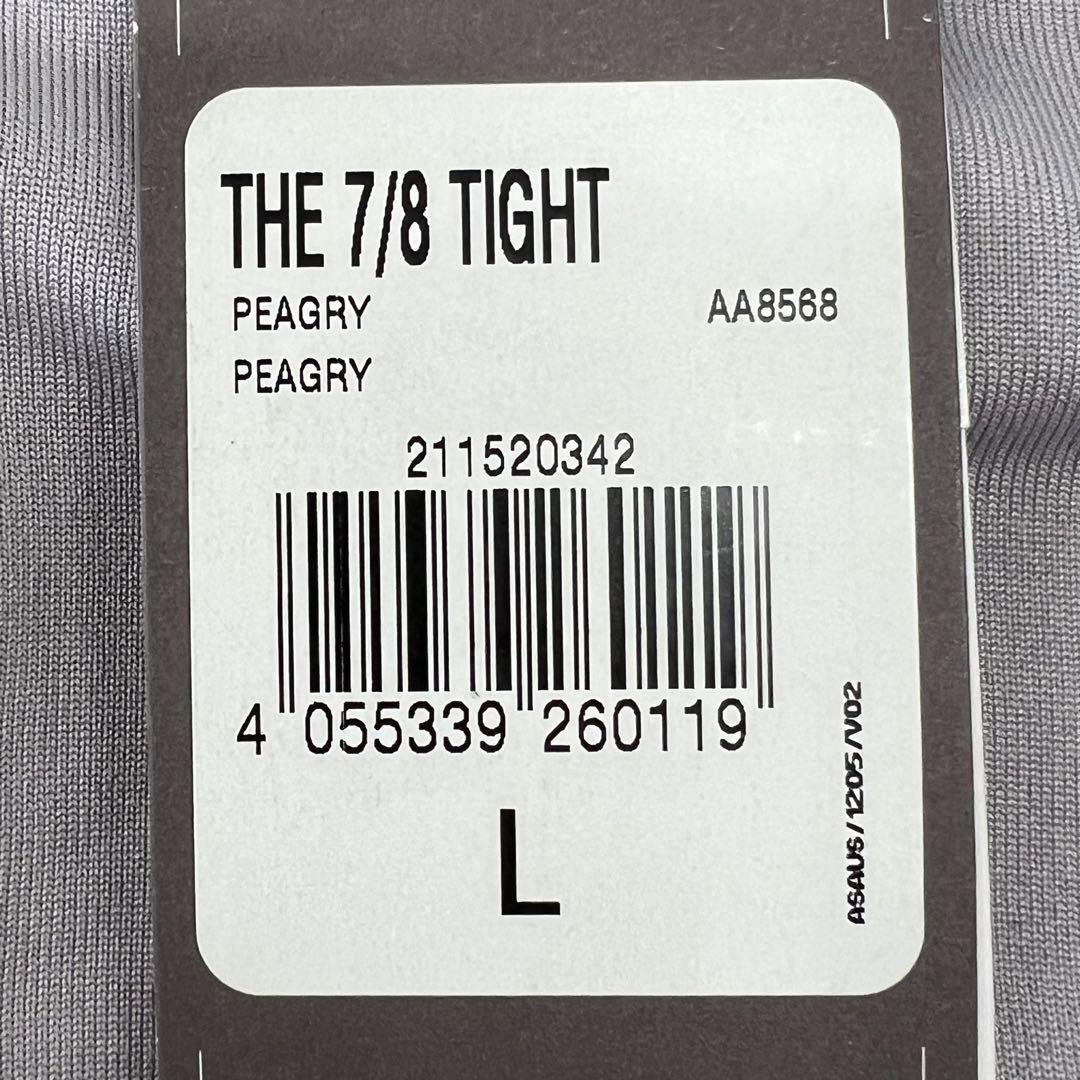 THE 7/8 TIGHT
PEAGRY AA8568
PEAGRY
211520342
4 055339 260119
L
ASAUS/1205/V02